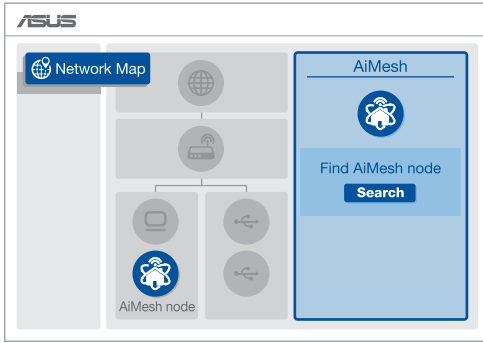 ASUS
Network Map
AiMesh
Find AiMesh node
Search
AiMesh node